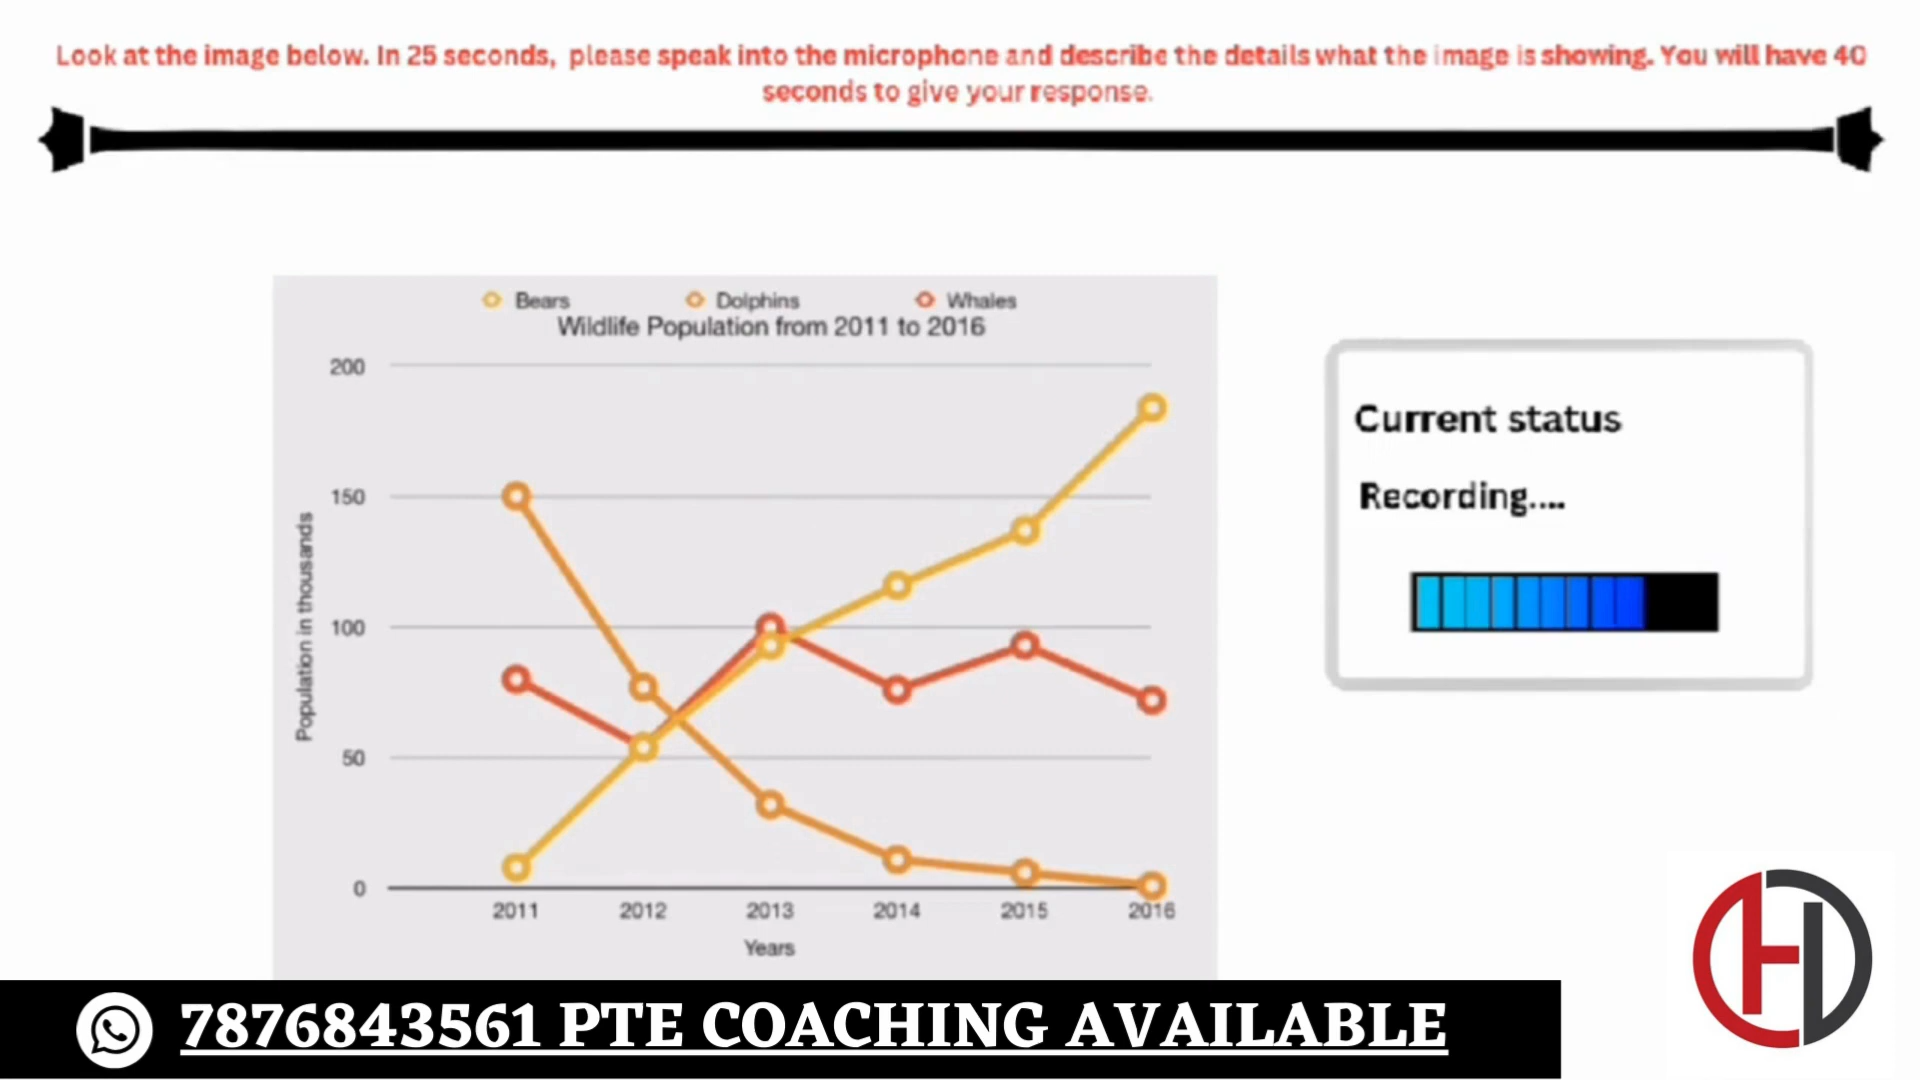 Look at the image below. In 25 seconds, please speak into the microphone and describe the details what the image is showing. You will have 40
seconds to give your response.
Bears Dolphins Whales
Wildlife Population from 2011 to 2016
200
150
100
50
0
Population in thousands
2011 2012 2013 2014 2015 2016
Years
Current status
Recording....
7876843561 PTE COACHING AVAILABLE